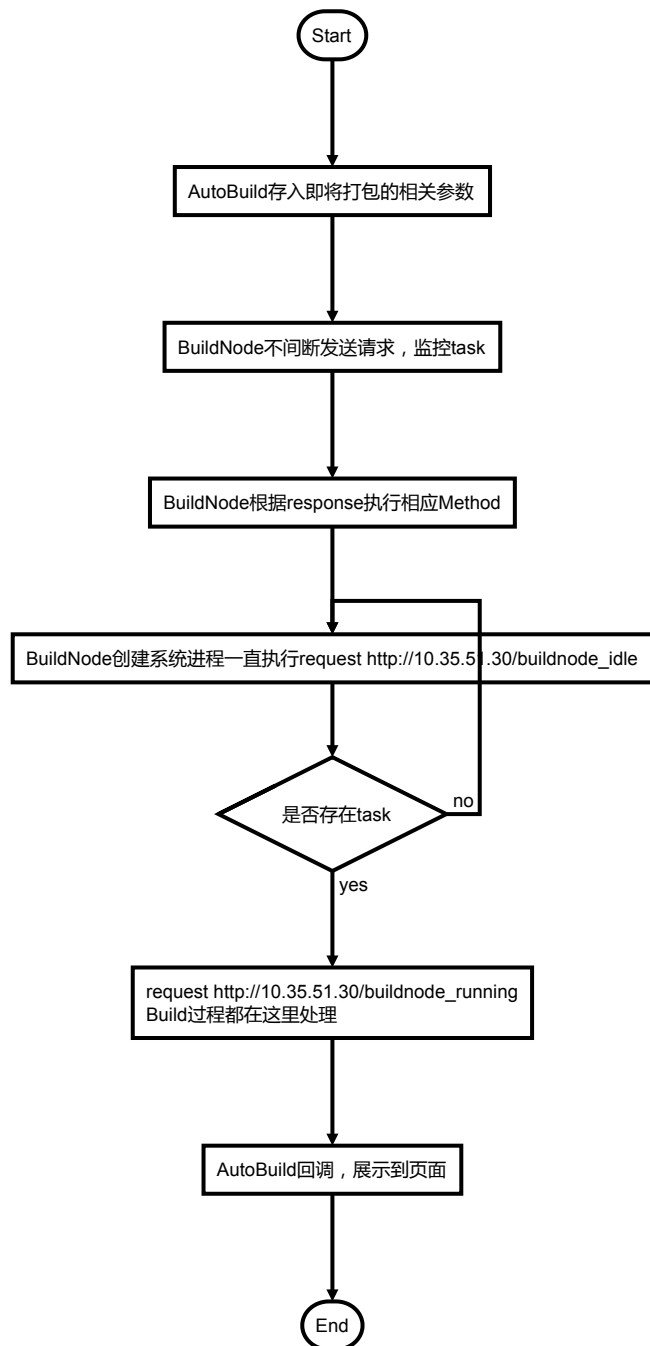 Start
AutoBuild存入即将打包的相关参数
BuildNode不间断发送请求，监控task
BuildNode根据response执行相应Method
BuildNode创建系统进程一直执行request http://10.35.51.30/buildnode_idle
是否存在task
no
yes
request http://10.35.51.30/buildnode_running
Build过程都在这里处理
AutoBuild回调，展示到页面
End